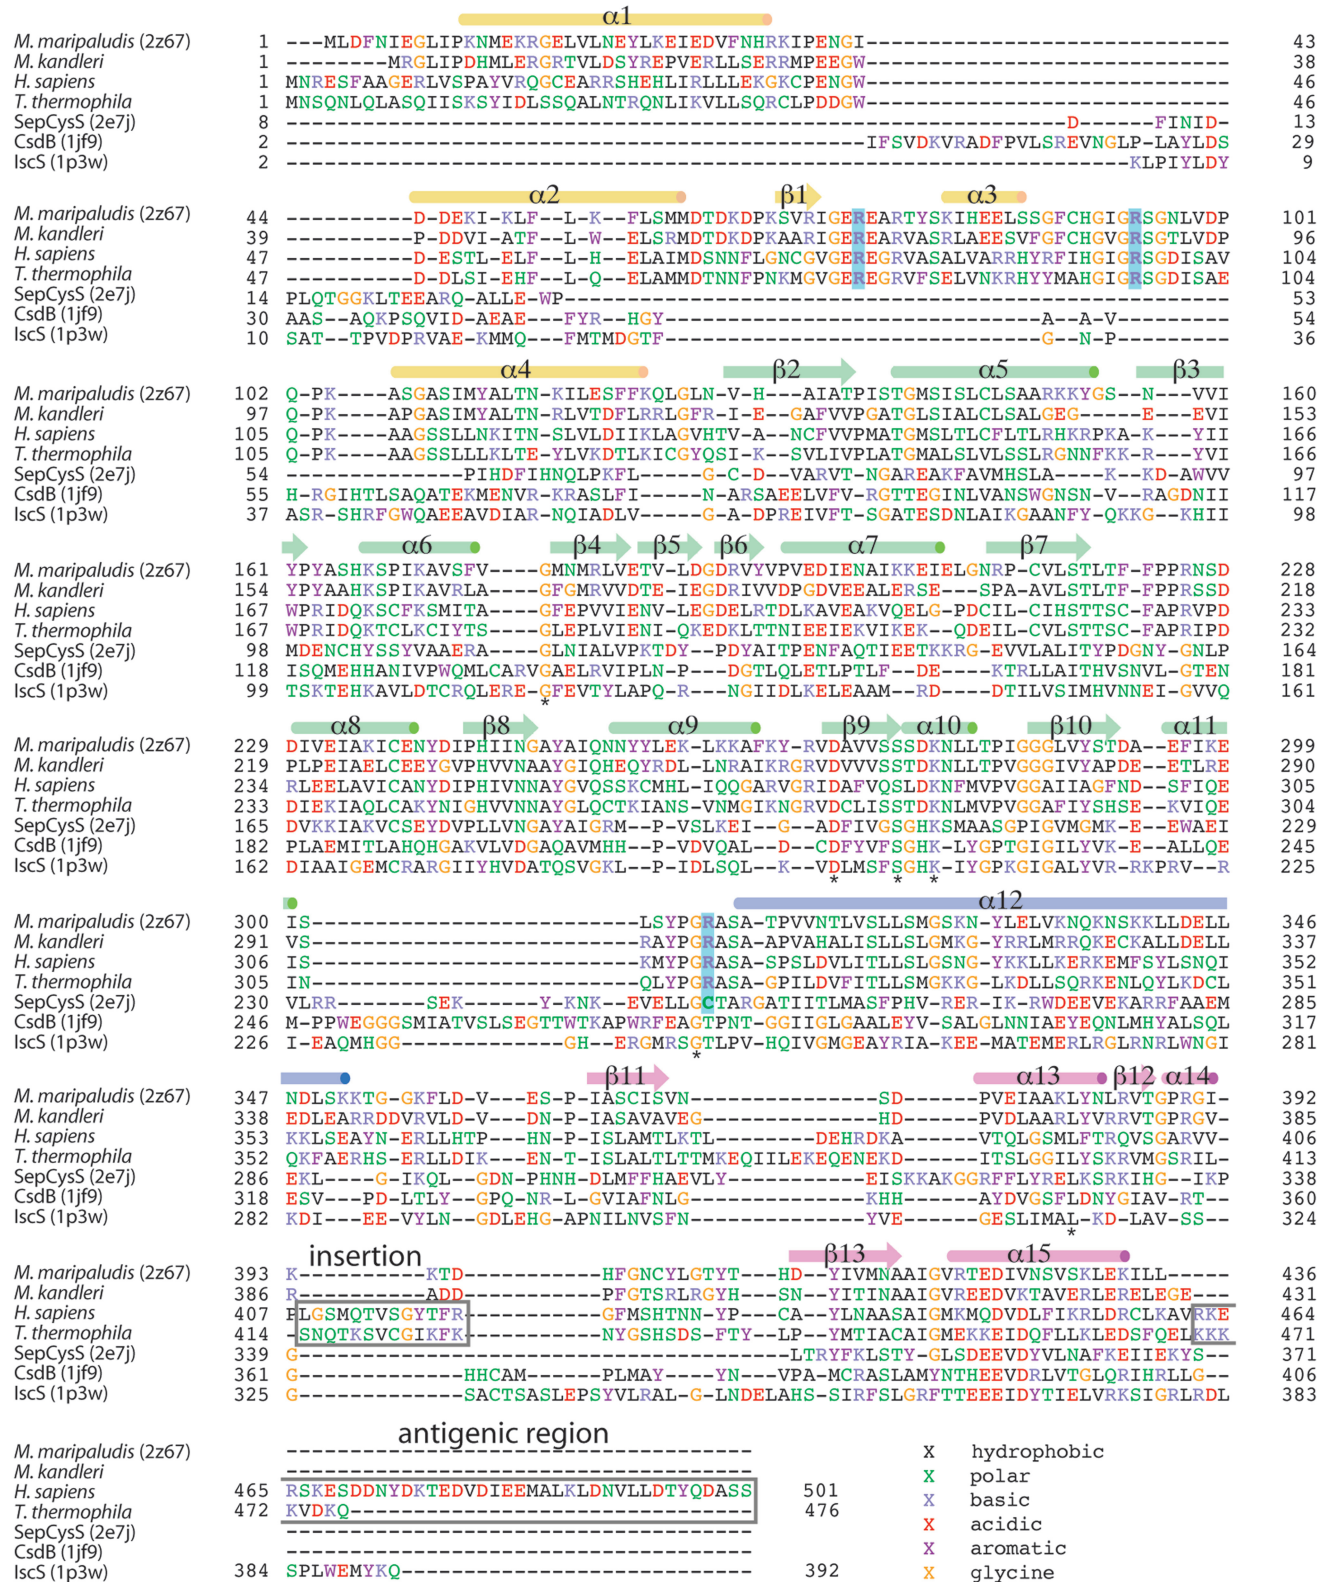 α1
M. maripaludis (2z67) 1 ---MLDFNIEGLIPKNMEKRGELVLNEYLKEIEDVFNHRKIPENGI------------------------------ 43
M. kandleri 1 --------MRGLIPDHMLERGRTVLDSYREPVERLLSERRMPEEGW------------------------------ 38
H. sapiens 1 MNRESFAAGERLVSPAYVRQGCEARRSHEHLIRLLLEKGKCPENGW------------------------------ 46
T. thermophila 1 MNSQNLQLASQIISKSYIDLSSQALNTRQNLIKVLLSQRCLPDDGW------------------------------ 46
SepCysS (2e7j) 8 ----------------------------------------------------------------D------FINID- 13
CsdB (1jf9) 2 ------------------------------------------------IFSVDKVRADFPVLSREVNGLP-LAYLDS 29
IscS (1p3w) 2 ---------------------------------------------------------------------KLPIYLDY 9
α2 β1 α3
M. maripaludis (2z67) 44 ----------D-DEKI-KLF--L-K--FLSMMDTDKDPKSVRIGEREARTYSKIHEELSSGFCHGIGRSGNLVDP 101
M. kandleri 39 ----------P-DDVI-ATF--L-W--ELSRMDTDKDPKAARIGEREARVASRLAEESVFGFCHGVGRSGTLVDP 96
H. sapiens 47 ----------D-ESTL-ELF--L-H--ELAIMDSNNFLGNCGVGEREGRVASALVARRHYRFIHGIGRSGDISAV 104
T. thermophila 47 ----------D-DLSI-EHF--L-Q--ELAMMDTNNFPNKMGVGEREGRVFSELVNKRHYYMAHGIGRSGDISAE 104
SepCysS (2e7j) 14 PLQTGGKLTEEARQ-ALLE-WP------------------------------------------------------ 53
CsdB (1jf9) 30 AAS--AQKPSQVID-AEAE---FYR--HGY-------------------------------A--A-V--------- 54
IscS (1p3w) 10 SAT--TPVDPRVAE-KMMQ---FMTMDGTF-------------------------------G--N-P--------- 36
α4 β2 α5 β3
M. maripaludis (2z67) 102 Q-PK----ASGASIMYALTN-KILESFFKQLGLN-V-H---AIATPISTGMSISLCLSAARKKYGS--N---VVI 160
M. kandleri 97 Q-PK----APGASIMYALTN-RLVTDFLRRLGFR-I-E---GAFVVPGATGLSIALCLSALGEG-----E---EVI 153
H. sapiens 105 Q-PK----AAGSSLLNKITN-SLVLDIIKLAGVHTV-A---NCFVVPMATGMSLTLCFLTLRHKRPKA-K---YII 166
T. thermophila 105 Q-PK----AAGSSLLLKLTE-YLVKDTLKICGYQSI-K---SLVIVPLATGMALSLVLSSLRGNNFKK-R---YVI 166
SepCysS (2e7j) 54 ---------------PIHDFIHNQLPKFL-----G-C-D---VARVT-NGAREAKFAVMHSLA-----K-KD-AWVV 97
CsdB (1jf9) 55 H-RGIHTLSAQATEKMENVR-KRASLFI-----N-ARSAEELVFV-RGTTEGINLVANSWGNSN-V--RAGDNII 117
IscS (1p3w) 37 ASR-SHRFGWQAEEAVDIAR-NQIADLV-----G-A-DPREIVFT-SGATESDNLAIKGAANFY-QKKG--KHII 98
α6 β4 β5 β6 α7 β7
M. maripaludis (2z67) 161 YPYASHKSPIKAVSFV----GMNMRLVETV-LDGDRVYVPVEDIENAIKKEIELGNRP-CVLSTLTF-FPPRNSD 228
M. kandleri 154 YPYAAHKSPIKAVRLA----GFGMRVVDTE-IEGDRIVVDPGDVEEALERSE----SPA-AVLSTLTF-FPPRSSD 218
H. sapiens 167 WPRIDQKSCFKSMITA----GFEPVVIENV-LEGDELRTDLKAVEAKVQELG-PDCIL-CIHSTTSC-FAPRVPD 233
T. thermophila 167 WPRIDQKTCLKCIYTS----GLEPLVIENI-QKEDKLTTNIEEIEKVIKEK--QDEIL-CVLSTTSC-FAPRIPD 232
SepCysS (2e7j) 98 MDENCHYSSYVAAERA----GLNIALVPKTDY--PDYAITPENFAQTIEETKKRG-EVVLALITYPDGNY-GNLP 164
CsdB (1jf9) 118 ISQMEHHANIVPWQMLCARVGAELRVIPLN-P---DGTLQLETLPTLF--DE---KTRLLAITHVSNVL-GTEN 181
IscS (1p3w) 99 TSKTEHKAVLDTCRQLERE-GFEVTYLAPQ-R---NGIIDLKELEAAM--RD----DTILVSIMHVNNEI-GVVQ 161
*
α8 β8 α9 β9 α10 β10 α11
M. maripaludis (2z67) 229 DIVEIAKICENYDIPHIINGAYAIQNNYYLEK-LKKAFKY-RVDAVVSSSDKNLLTPIGGGLVYSTDA--EFIKE 299
M. kandleri 219 PLPEIAELCEEYGVPHVVNAAYGIQHEQYRDL-LNRAIKRGRVDVVVSSTDKNLLTPVGGGIVYAPDE--ETLRE 290
H. sapiens 234 RLEELAVICANYDIPHIVNNAYGVQSSKCMHL-IQQGARVGRIDAFVQSLDKNFMVPVGGAIIAGFND--SFIQE 305
T. thermophila 233 DIEKIAQLCAKYNIGHVVNNAYGLQCTKIANS-VNMGIKNGRVDCLISSTDKNLMVPVGGAFIYSHSE--KVIQE 304
SepCysS (2e7j) 165 DVKKIAKVCSEYDVPLLVNGAYAIGRM--P-VSLKEI--G--ADFIVGSGHKSMAASGPIGVMGMK-E--EWAEI 229
CsdB (1jf9) 182 PLAEMITLAHQHGAKVLVDGAQAVMHH--P-VDVQAL--D--CDFYVFSGHK-LYGPTGIGILYVK-E--ALLQE 245
IscS (1p3w) 162 DIAAIGEMCRARGIIYHVDATQSVGKL--P-IDLSQL--K--VDLMSFSGHK-IYGPKGIGALYVR-RKPRV--R 225
* * *
α12
M. maripaludis (2z67) 300 IS---------------------------LSYPGRASA-TPVVNTLVSLLSMGSKN-YLELVKNQKNSKKLLDELL 346
M. kandleri 291 VS---------------------------RAYPGRASA-APVAHALISLLSLGMKG-YRRLMRRQKECKALLDELL 337
H. sapiens 306 IS---------------------------KMYPGRASA-SPSLDVLITLLSLGSNG-YKKLLKERKEMFSYLSNQI 352
T. thermophila 305 IN---------------------------QLYPGRASA-GPILDVFITLLSMGKKG-LKDLLEKQLQYLKDCL 351
SepCysS (2e7j) 230 VLRR-------SEK-----Y-KNK--EVELLGCTARGATIITLMASFPHV-RER-IK-RWDEEVEKARRFAAEM 285
CsdB (1jf9) 246 M-PPWEGGGSMIATVSLSEGTTWTKAPWRFEAGTPNT-GGIIGLGAALEYV-SALGLNNIAEYEQNLMHYALSQL 317
IscS (1p3w) 226 I-EAQMHGG--------------GH--ERGMRSGTLPV-HQIVGMGEAYRIA-KEE-MATEMERLRGLRNRLWNGI 281
*
β11 α13 β12 α14
M. maripaludis (2z67) 347 NDLSKKTG-GKFLD-V---ES-P-IASCISVN-----------------SD---------PVEIAAKLYNLRVTGPRGI- 392
M. kandleri 338 EDLEARRDDVRVLD-V---DN-P-IASAVAVEG----------------HD---------PVDLAARLYVRRVTGPRGV- 385
H. sapiens 353 KKLSEAYN-ERLLHTP---HN-P-ISLAMTLKTL---------DEHRDKA---------VTQLGSMLFTRQVSGARVV- 406
T. thermophila 352 QKFAERHS-ERLLDIK---EN-T-ISLALTLTTMKEQIILEKEQENEKD---------ITSLGGILYSKRVMGSRIL- 413
SepCysS (2e7j) 286 EKL----G-IKQL--GDN-PHNH-DLMFFHAEVLY-------------EISKKAKGGRFFLYRELKSRKIHG--IKP 338
CsdB (1jf9) 318 ESV---PD-LTLY--GPQ-NR-L-GVIAFNLG---------------KHH---------AYDVGSFLDNYGIAV-RT-- 360
IscS (1p3w) 282 KDI---EE-VYLN--GDLEHG-APNILNVSFN---------------YVE---------GESLIMAL-KD-LAV-SS-- 324
*
insertion β13 α15
M. maripaludis (2z67) 393 K-----------KTD------------HFGNCYLGTYT---HD--YIVMNAAIGVRTEDIVNSVSKLEKILL---- 436
M. kandleri 386 R-----------ADD------------PFGTSRLRGYH---SN--YITINAAIGVREEDVKTAVERLERELEGE-- 431
H. sapiens 407 PLGSMQTVSGYTFR------------GFMSHTNNYP----CA--YLNAASAIGMKMQDVDLFIKRLDRCLKAVRKE 464
T. thermophila 414 SNQTKSVCGIKFK------------NYGSHSDS-FTY--LP--YMTIACAIGMEKKEIDQFLLKLEDSFQELKKK 471
SepCysS (2e7j) 339 G-----------------------------------------LTRYFKLSTY-GLSDEEVDYVLNAFKEIIEKYS-- 371
CsdB (1jf9) 361 G--------------HHCAM------PLMAY---YN---VPA-MCRASLAMYNTHEEVDRLVTGLQRIHRLLG-- 406
IscS (1p3w) 325 G--------------SACTSASLEPSYVLRAL-G-LNDELAHS-SIRFSLGRFTTEEEIDYTIELVRKSIGRLRDL 383
antigenic region
M. maripaludis (2z67) --------------------------------------
M. kandleri --------------------------------------
H. sapiens 465 RSKESDDNYDKTEDVDIEEMALKLDNVLLDTYQDASS 501
T. thermophila 472 KVDKQ--------------------------------- 476
SepCysS (2e7j) --------------------------------------
CsdB (1jf9) --------------------------------------
IscS (1p3w) 384 SPLWEMYKQ----------------------------- 392
X hydrophobic
X polar
X basic
X acidic
X aromatic
X glycine